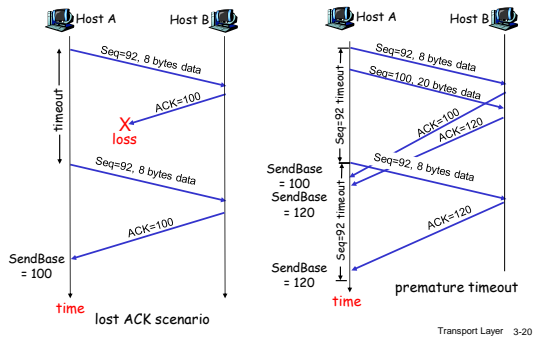 Host A
Host B
Seq=92, 8 bytes data
timeout
ACK=100
X
loss
Seq=92, 8 bytes data
ACK=100
SendBase
= 100
time
lost ACK scenario
Host A
Host B
Seq=92, 8 bytes data
Seq=100, 20 bytes data
Seq=92 timeout
ACK=100
ACK=120
Seq=92, 8 bytes data
SendBase
= 100
SendBase
= 120
Seq=92 timeout
ACK=120
SendBase
= 120
time
premature timeout
Transport Layer 3-20